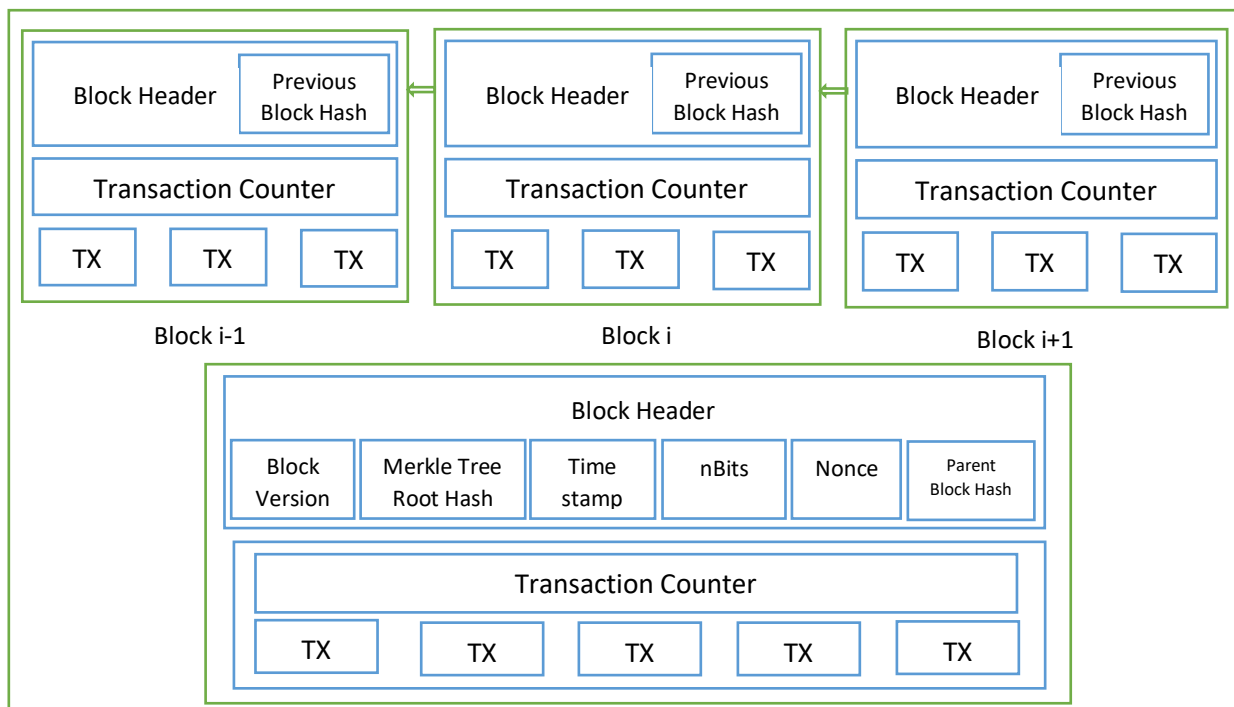 Block Header
Previous
Block Hash
Transaction Counter
TX TX TX
Block i-1
Block Header
Previous
Block Hash
Transaction Counter
TX TX TX
Block i
Block Header
Previous
Block Hash
Transaction Counter
TX TX TX
Block i+1
Block Header
Block
Version
Merkle Tree
Root Hash
Time
stamp
nBits
Nonce
Parent
Block Hash
Transaction Counter
TX TX TX TX TX